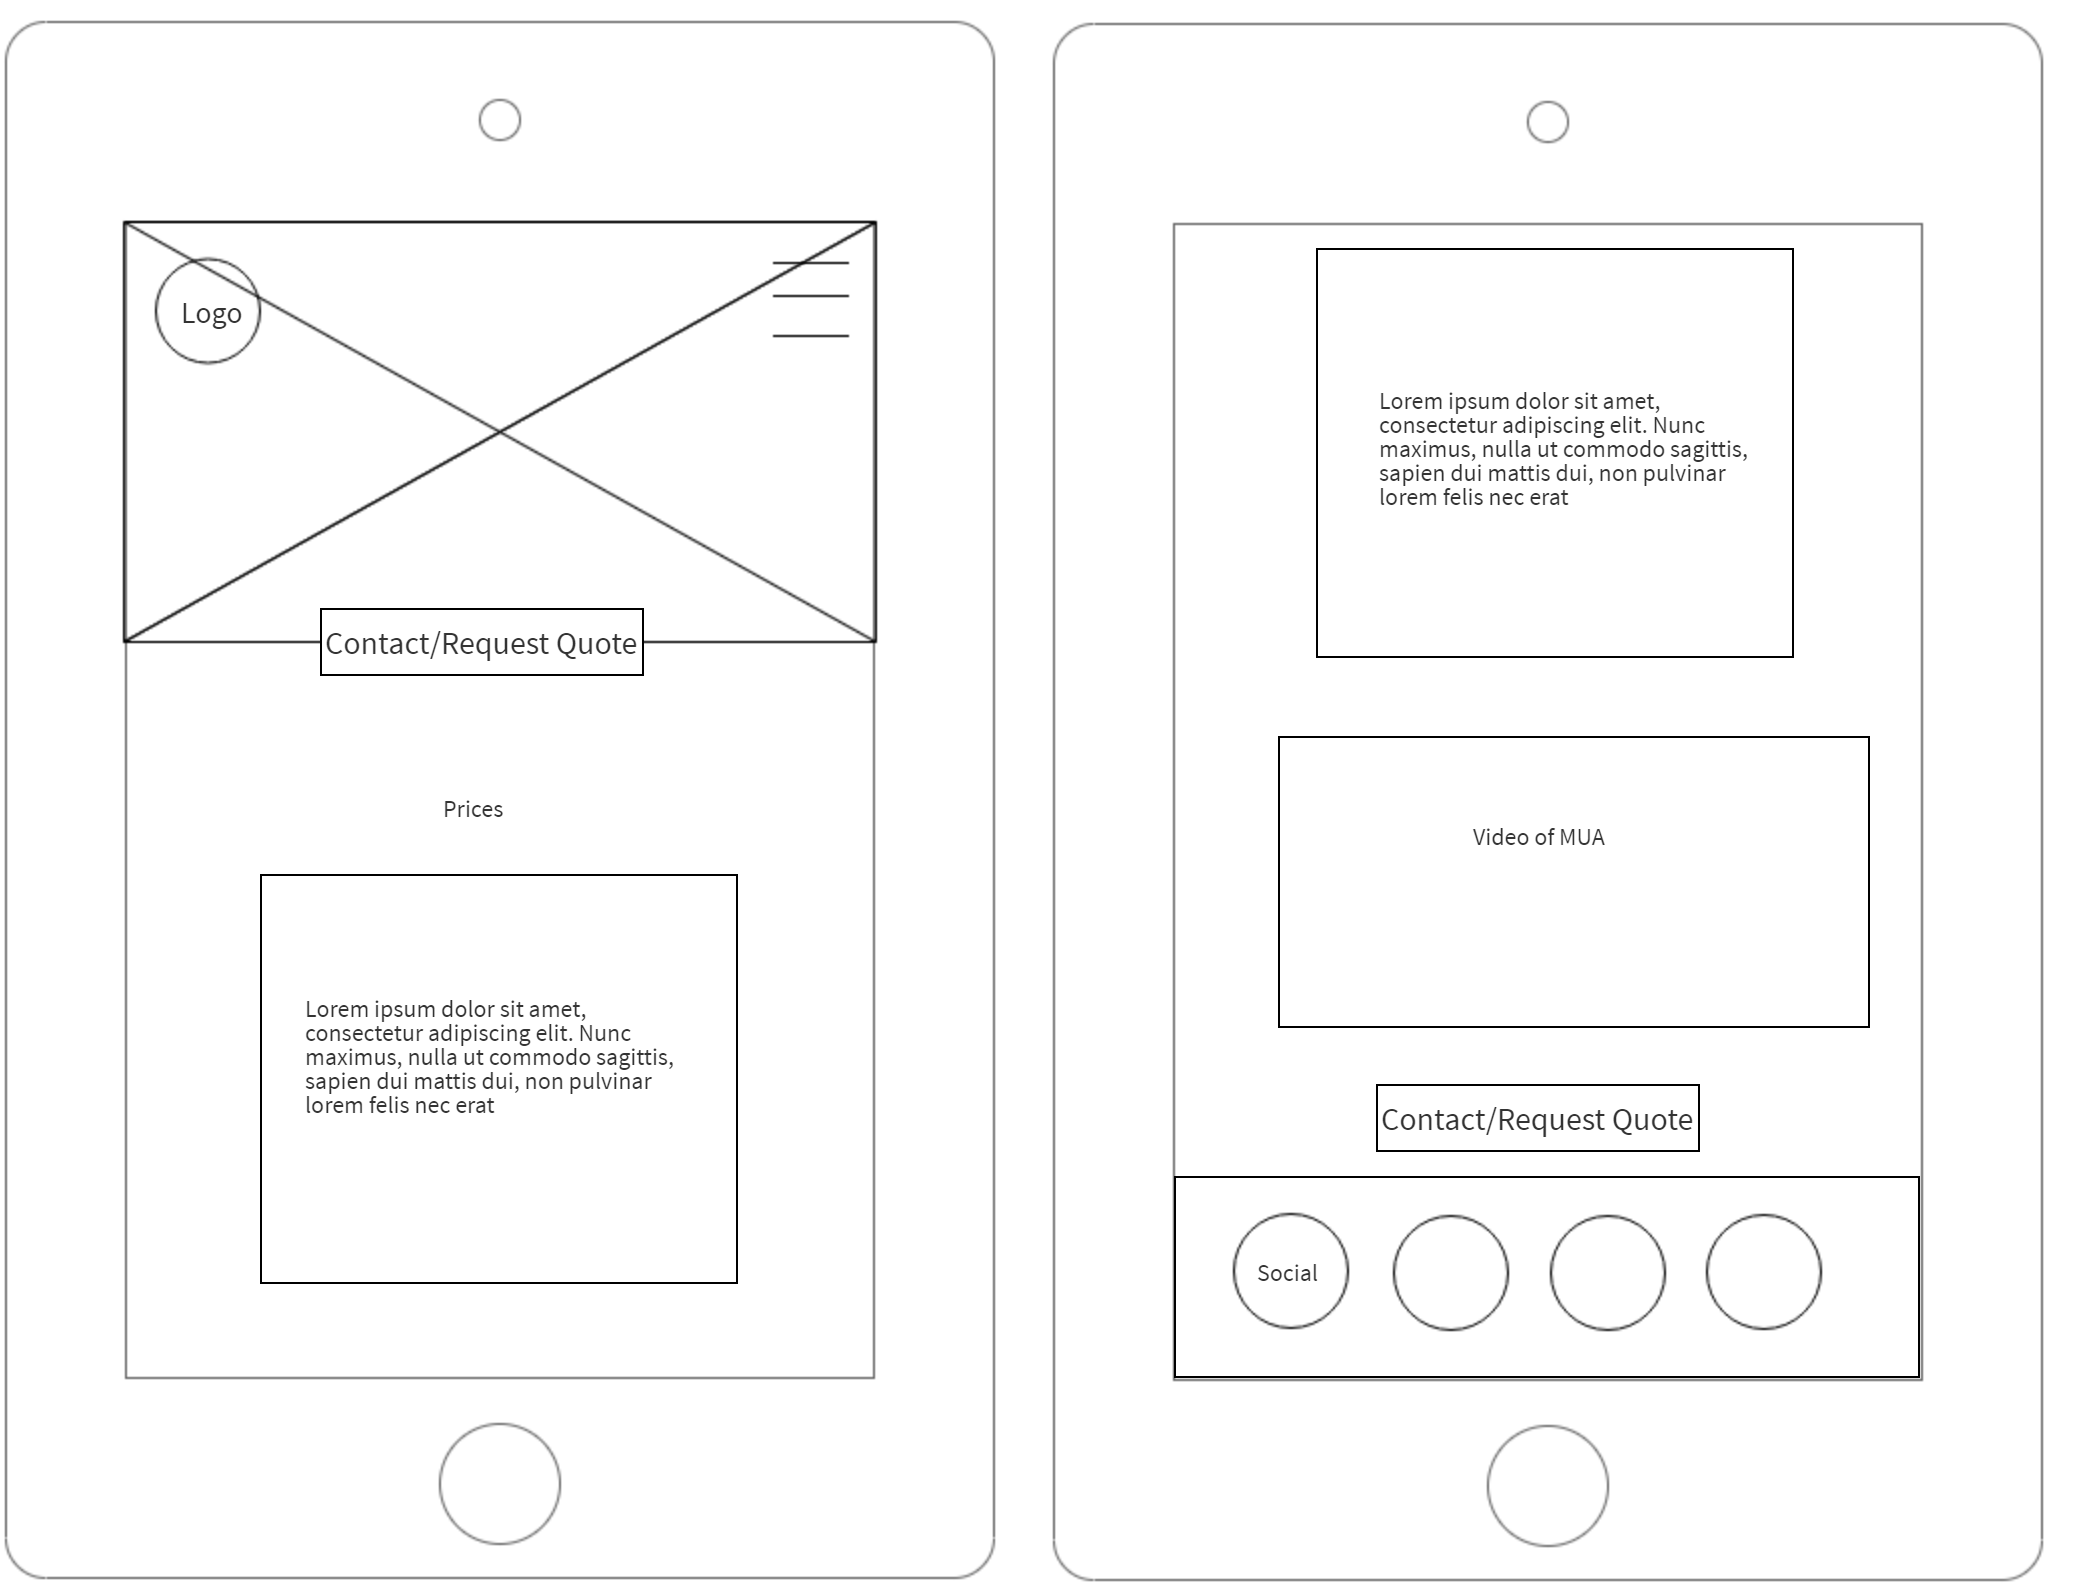 Logo
Contact/Request Quote
Prices
Lorem ipsum dolor sit amet,
consectetur adipiscing elit. Nunc
maximus, nulla ut commodo sagittis,
sapien dui mattis dui, non pulvinar
lorem felis nec erat
Lorem ipsum dolor sit amet,
consectetur adipiscing elit. Nunc
maximus, nulla ut commodo sagittis,
sapien dui mattis dui, non pulvinar
lorem felis nec erat
Video of MUA
Contact/Request Quote
Social